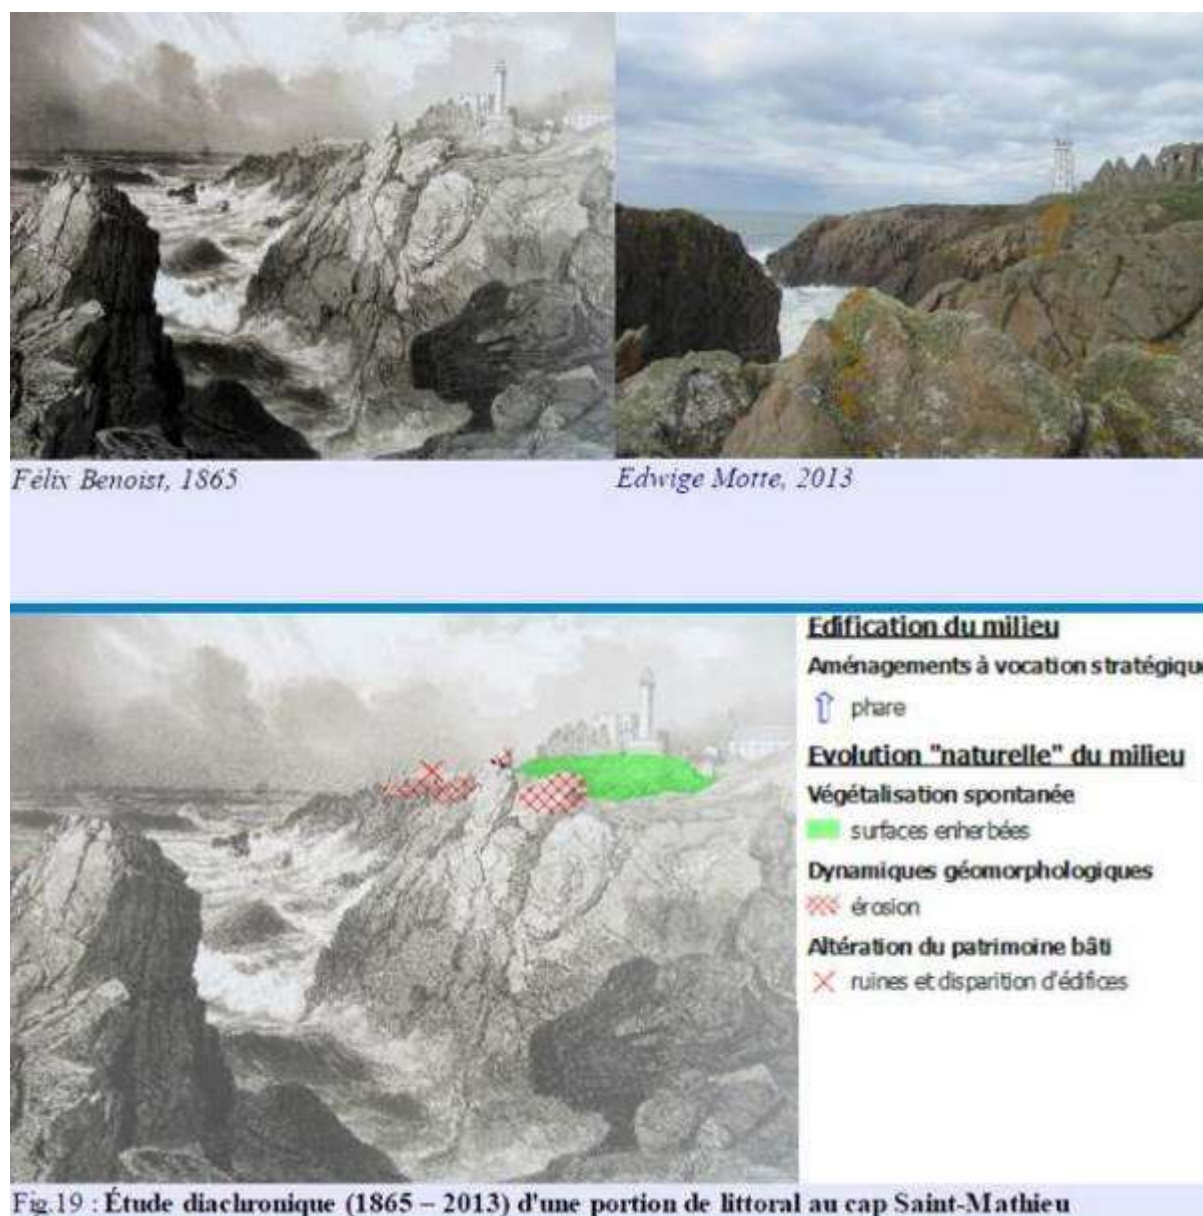 Félix Benoist, 1865
Edwige Motte, 2013
Edification du milieu
Aménagements à vocation stratégique
phare
Evolution "naturelle" du milieu
Végétalisation spontanée
surfaces enherbées
Dynamiques géomorphologiques
érosion
Altération du patrimoine bâti
ruines et disparition d'édifices
Fig.19 : Étude diachronique (1865 – 2013) d'une portion de littoral au cap Saint-Mathieu